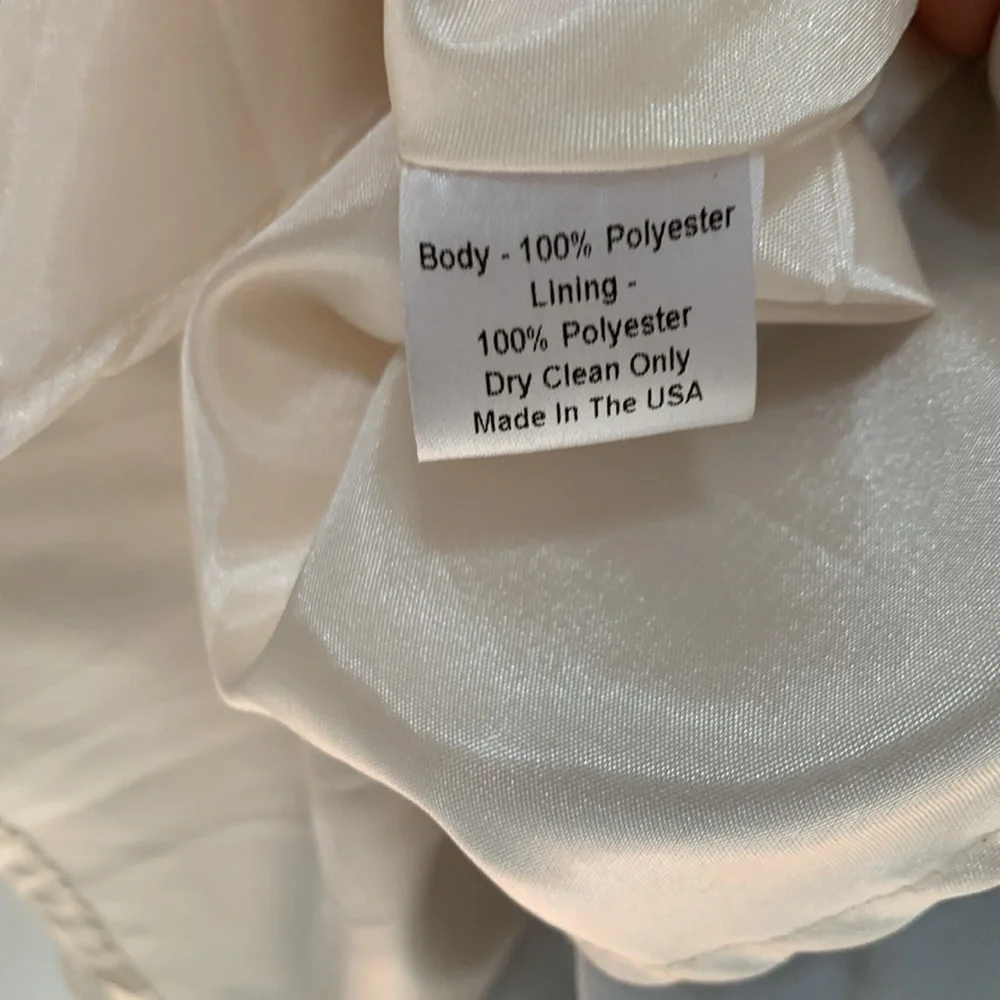 Body - 100% Polyester
Lining -
100% Polyester
Dry Clean Only
Made In The USA